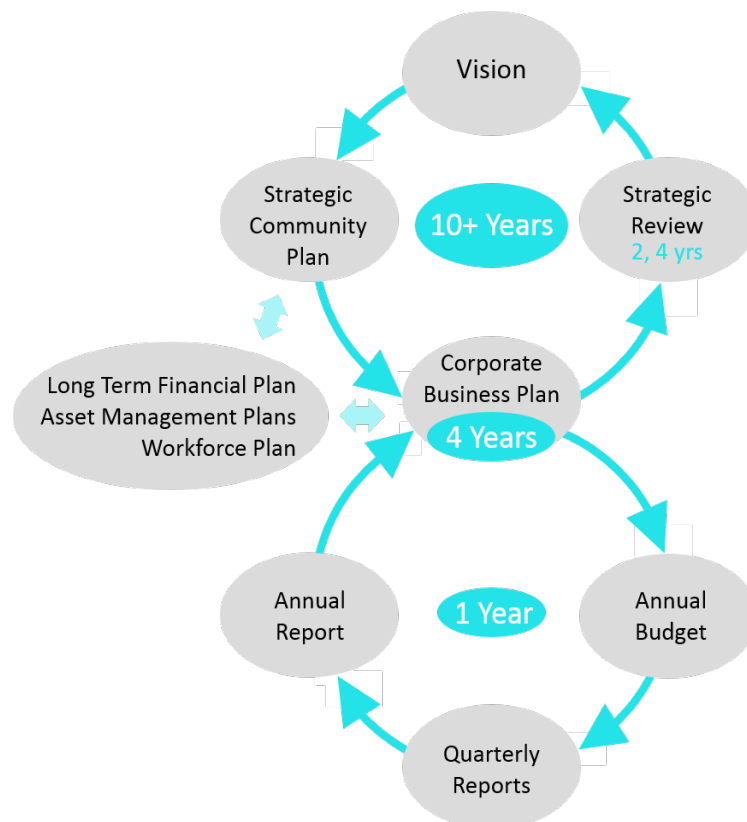 Vision
Strategic
Community
Plan
10+ Years
Strategic
Review
2, 4 yrs
Long Term Financial Plan
Asset Management Plans
Workforce Plan
Corporate
Business Plan
4 Years
Annual
Report
1 Year
Annual
Budget
Quarterly
Reports